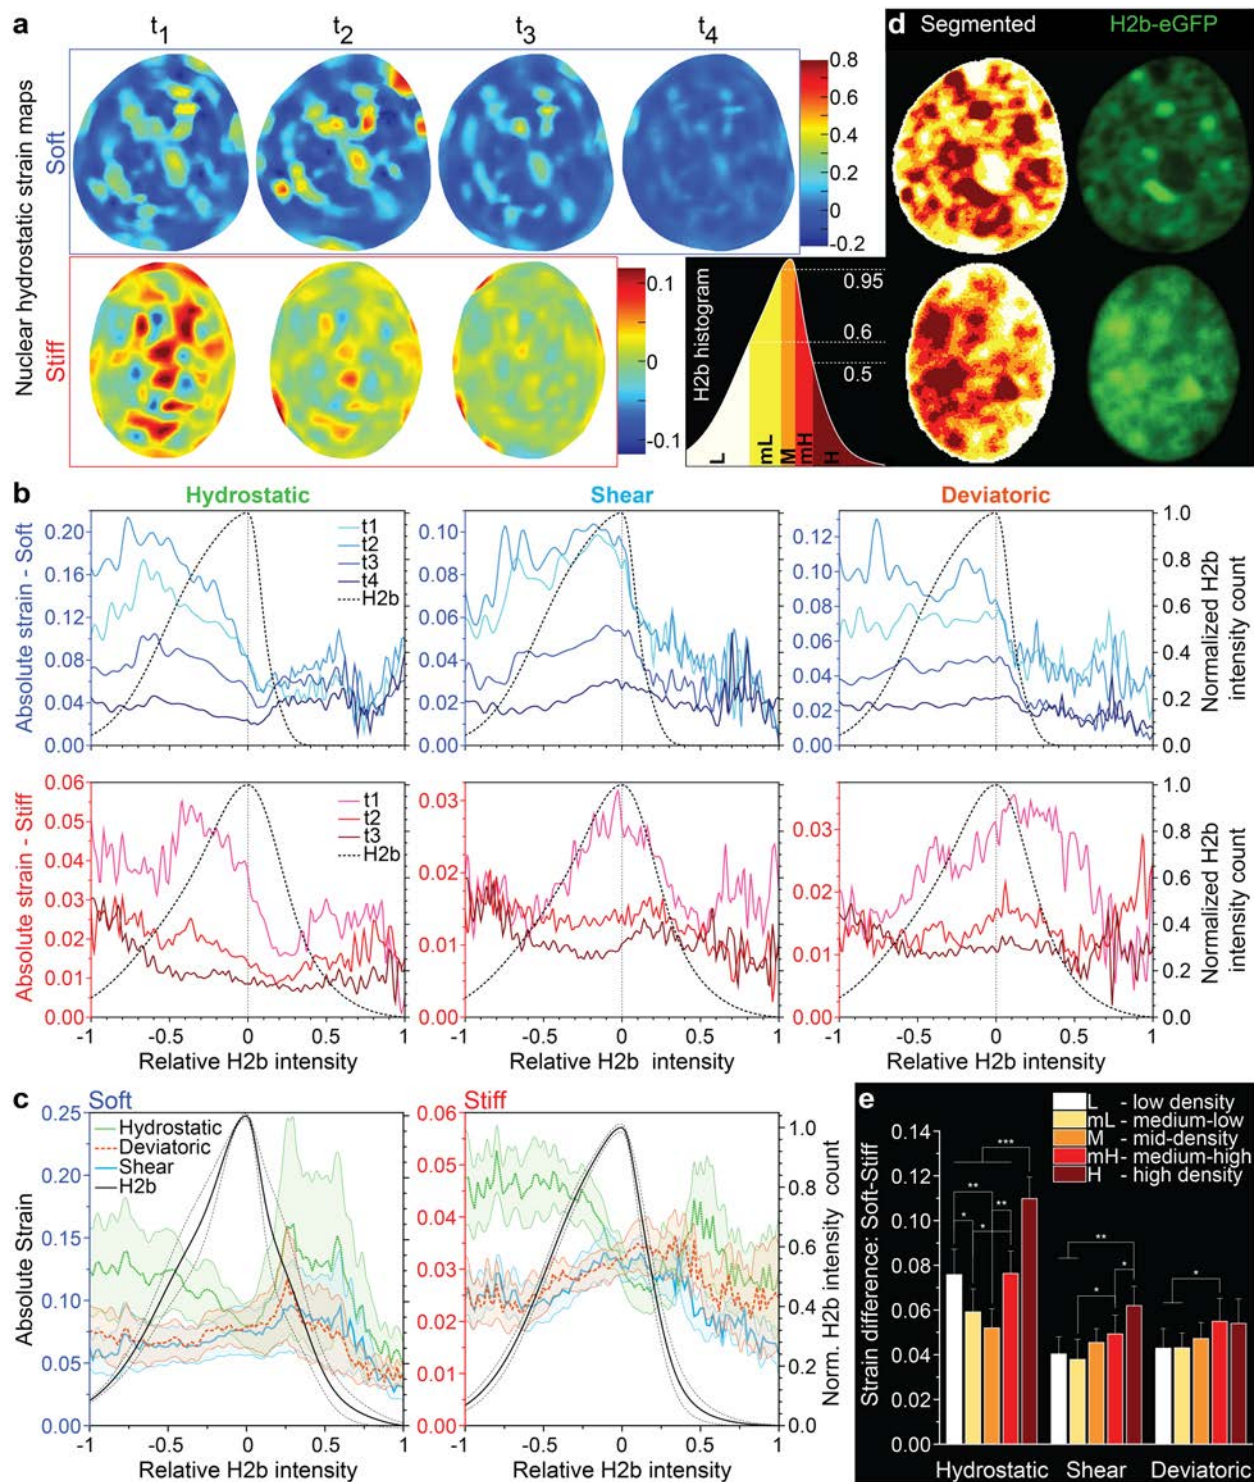 a
t1 t2 t3 t4
Nuclear hydrostatic strain maps
Soft
0.8
0.6
0.4
0.2
0
-0.2
Stiff
0.1
0
-0.1
H2b histogram
0.95
0.6
0.5
L mL M mH H
d Segmented H2b-eGFP
b
Hydrostatic Shear Deviatoric
Absolute strain - Soft
0.20
0.16
0.12
0.08
0.04
0.00
t1
t2
t3
t4
H2b
0.10
0.08
0.06
0.04
0.02
0.00
0.12
0.10
0.08
0.06
0.04
0.02
0.00
1.0
0.8
0.6
0.4
0.2
0.0
Normalized H2b
intensity count
Absolute strain - Stiff
0.06
0.05
0.04
0.03
0.02
0.01
0.00
t1
t2
t3
H2b
0.03
0.02
0.01
0.00
0.03
0.02
0.01
0.00
1.0
0.8
0.6
0.4
0.2
0.0
Normalized H2b
intensity count
-1 -0.5 0 0.5 1
-1 -0.5 0 0.5 1
-1 -0.5 0 0.5 1
Relative H2b intensity Relative H2b intensity Relative H2b intensity
c
Soft
Absolute Strain
0.25
0.20
0.15
0.10
0.05
0.00
Hydrostatic
Deviatoric
Shear
H2b
-1 -0.5 0 0.5 1
Relative H2b intensity
Stiff
0.06
0.05
0.04
0.03
0.02
0.01
0.00
1.0
0.8
0.6
0.4
0.2
0.0
Norm. H2b intensity count
-1 -0.5 0 0.5 1
Relative H2b intensity
e
L - low density
mL - medium-low
M - mid-density
mH - medium-high
H - high density
Strain difference: Soft-Stiff
0.14
0.12
0.10
0.08
0.06
0.04
0.02
0.00
***
**
**
*
*
**
*
*
*
Hydrostatic Shear Deviatoric